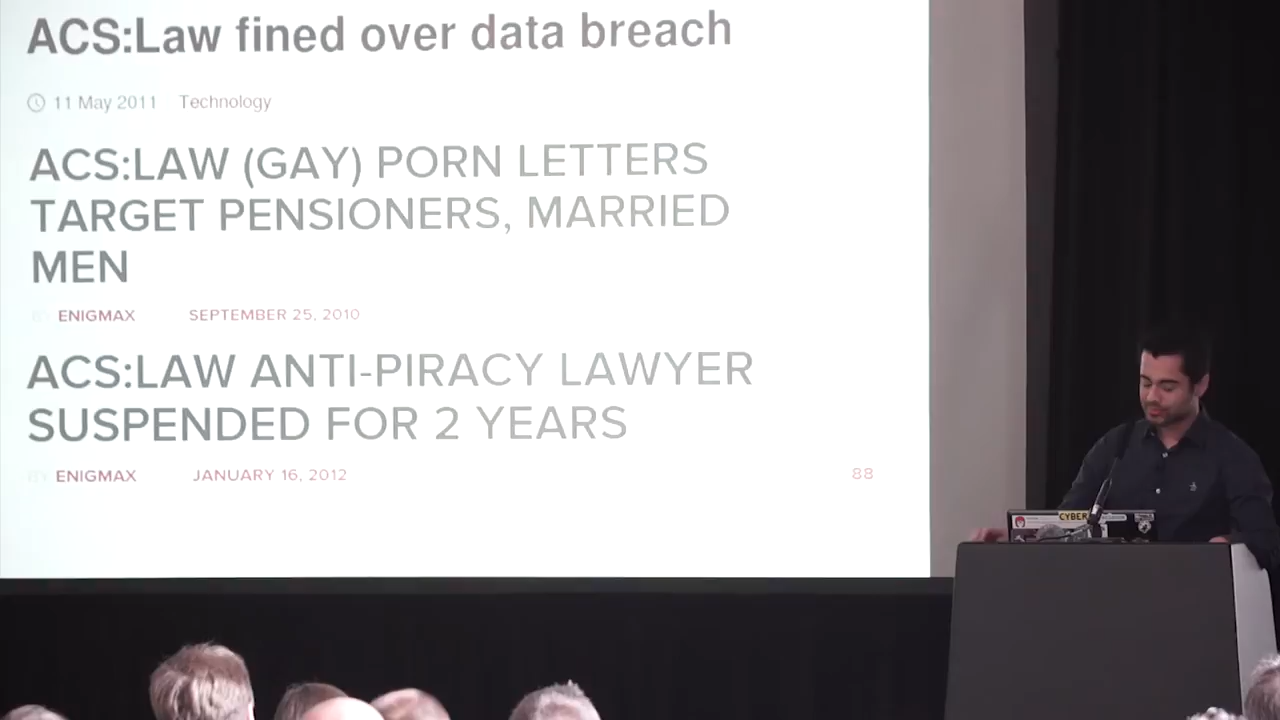 ACS:Law fined over data breach
11 May 2011 Technology
ACS:LAW (GAY) PORN LETTERS
TARGET PENSIONERS, MARRIED
MEN
BY ENIGMAX SEPTEMBER 25, 2010
ACS:LAW ANTI-PIRACY LAWYER
SUSPENDED FOR 2 YEARS
BY ENIGMAX JANUARY 16, 2012 88
CYBER